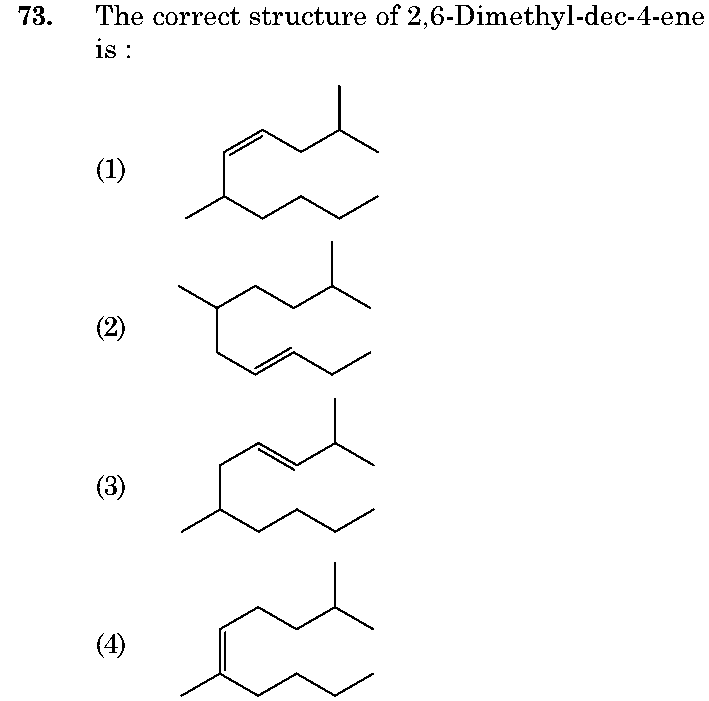 73. The correct structure of 2,6-Dimethyl-dec-4-ene
is :
(1)
(2)
(3)
(4)